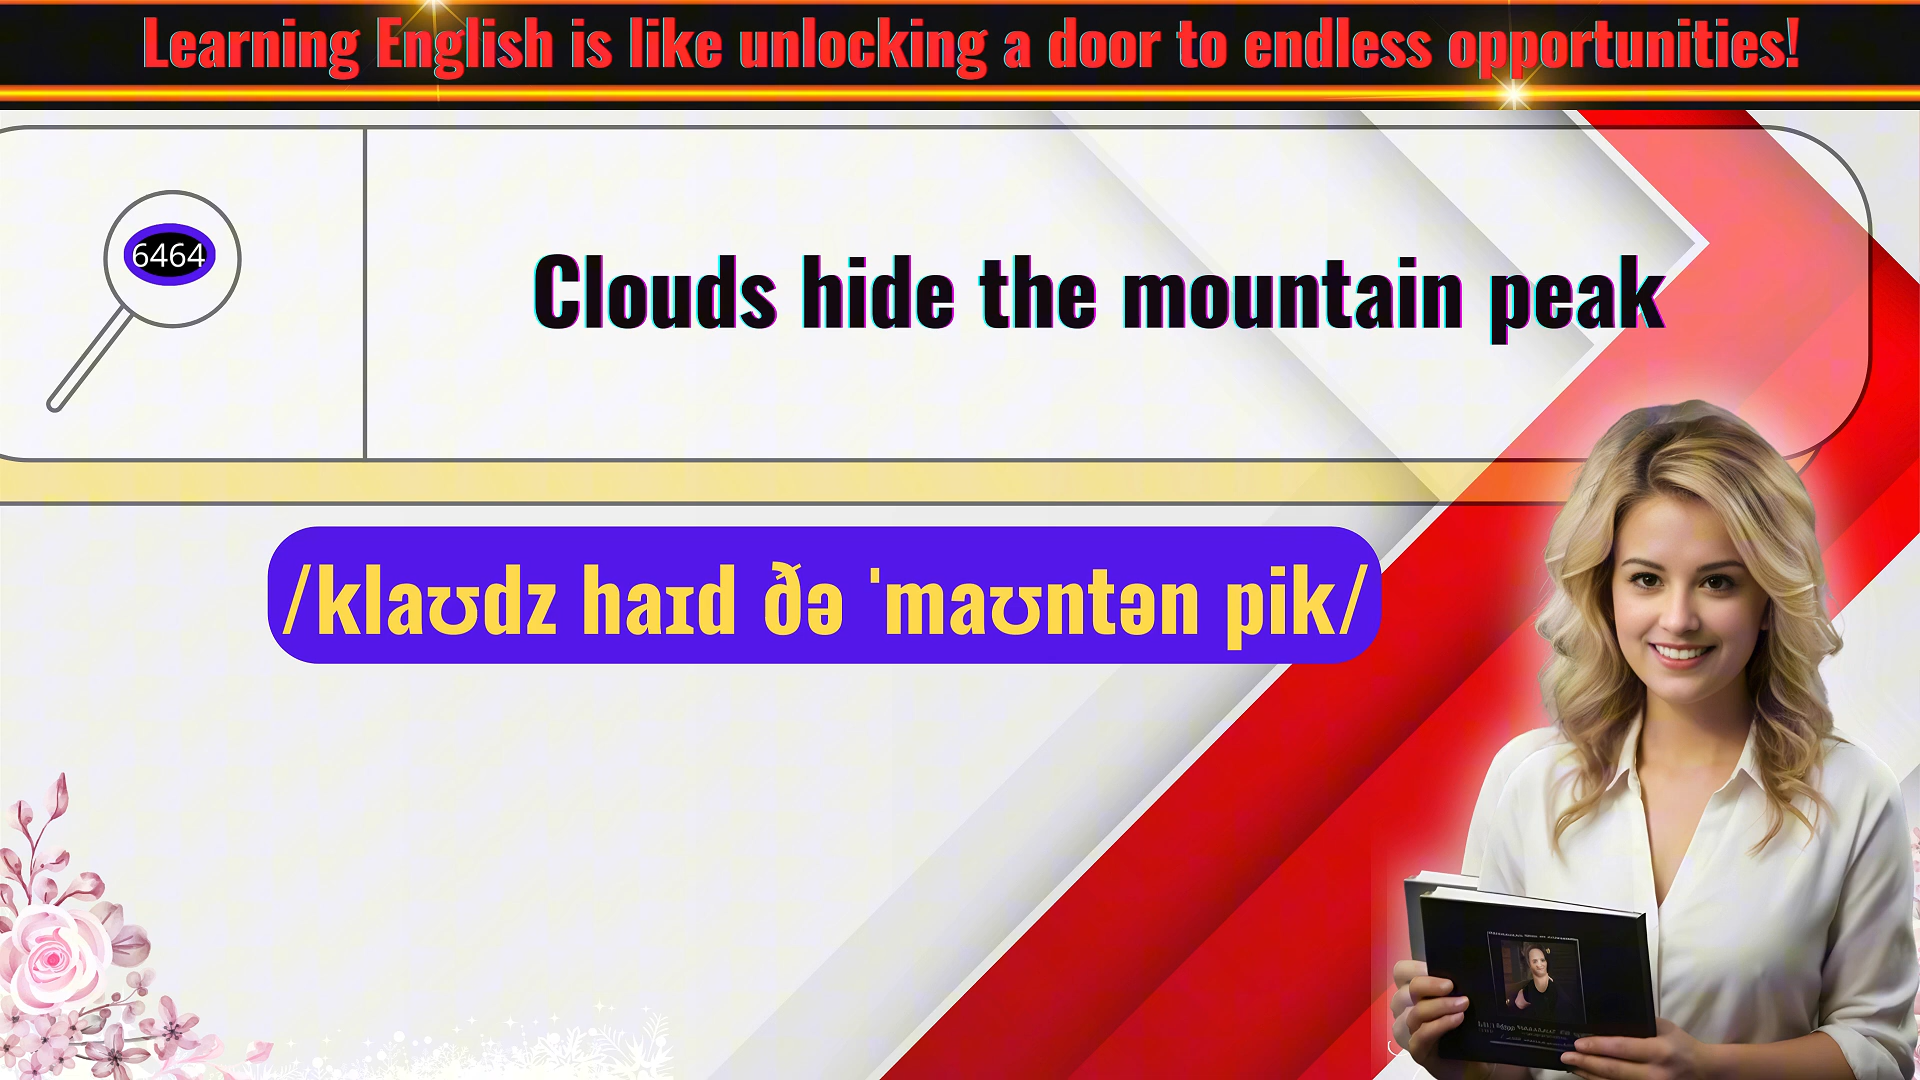 Learning English is like unlocking a door to endless opportunities!
6464
Clouds hide the mountain peak
/klaʊdz haɪd ðə ˈmaʊntən pik/